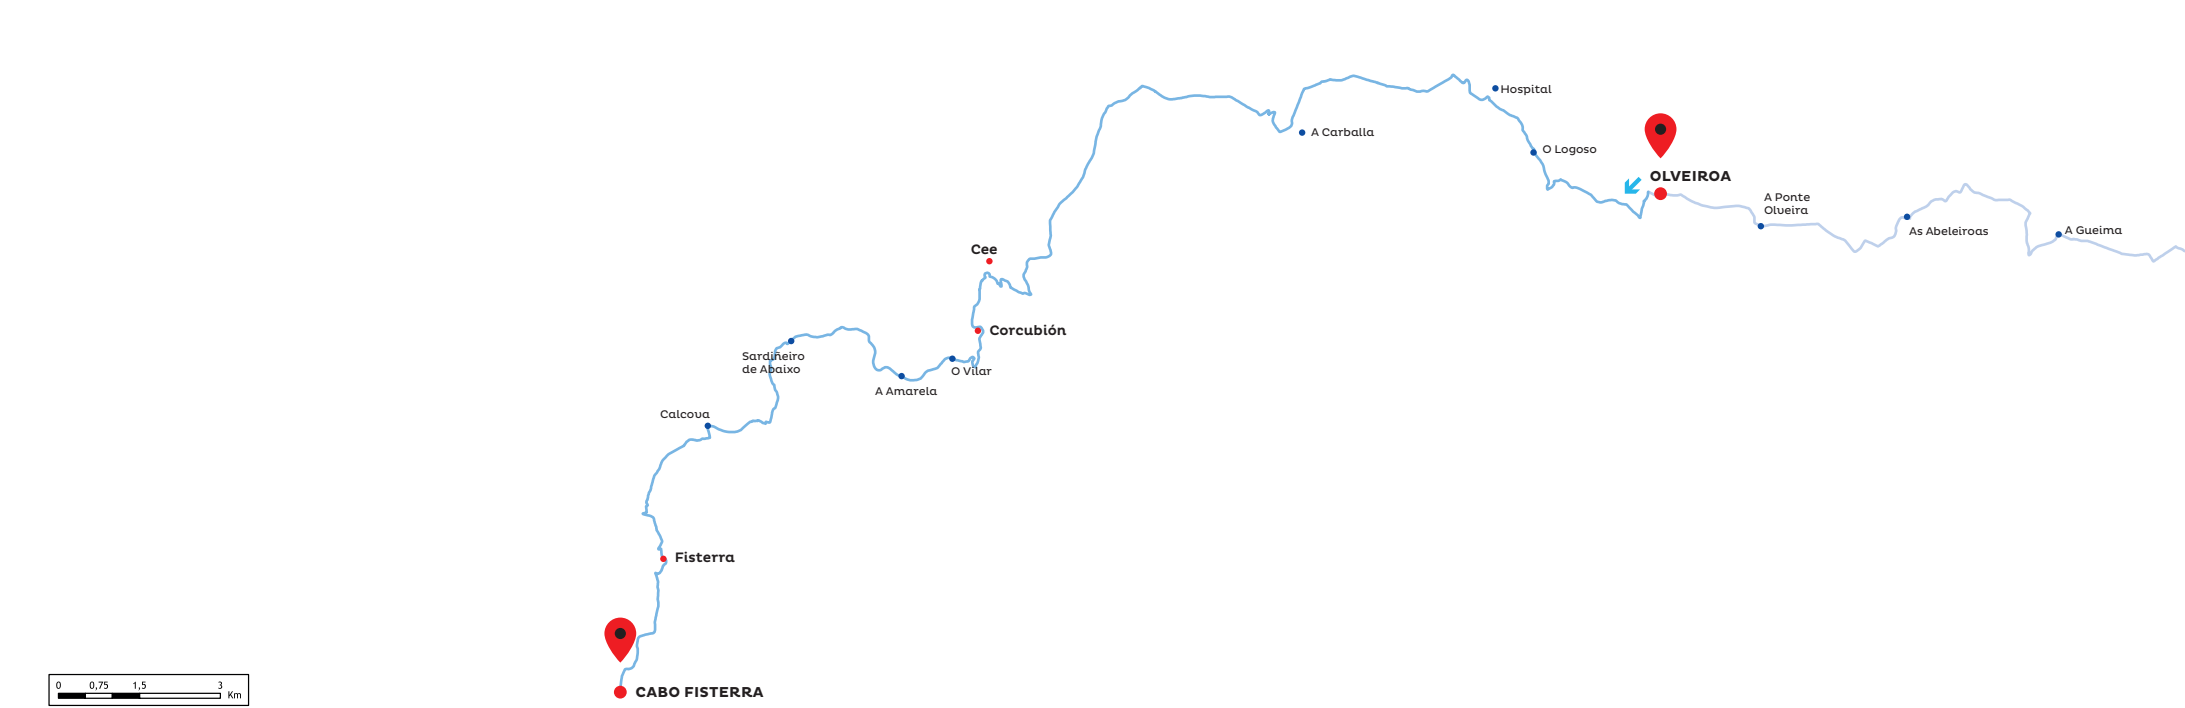 Hospital
A Carballa
O Logoso
OLVEIROA
A Ponte
Olveira
As Abeleiroas
A Gueima
Cee
Corcubión
Sardiñeiro
de Abaixo
O Vilar
A Amarela
Calcova
Fisterra
CABO FISTERRA
0 0,75 1,5 3
Km